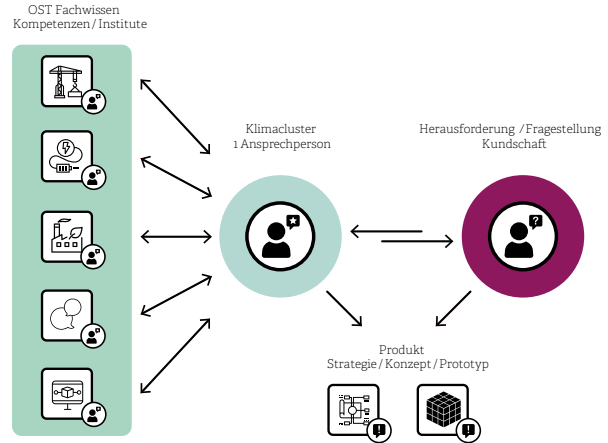 OST Fachwissen
Kompetenzen / Institute
Klimacluster
1 Ansprechperson
Herausforderung / Fragestellung
Kundschaft
?
Produkt
Strategie / Konzept / Prototyp
! !